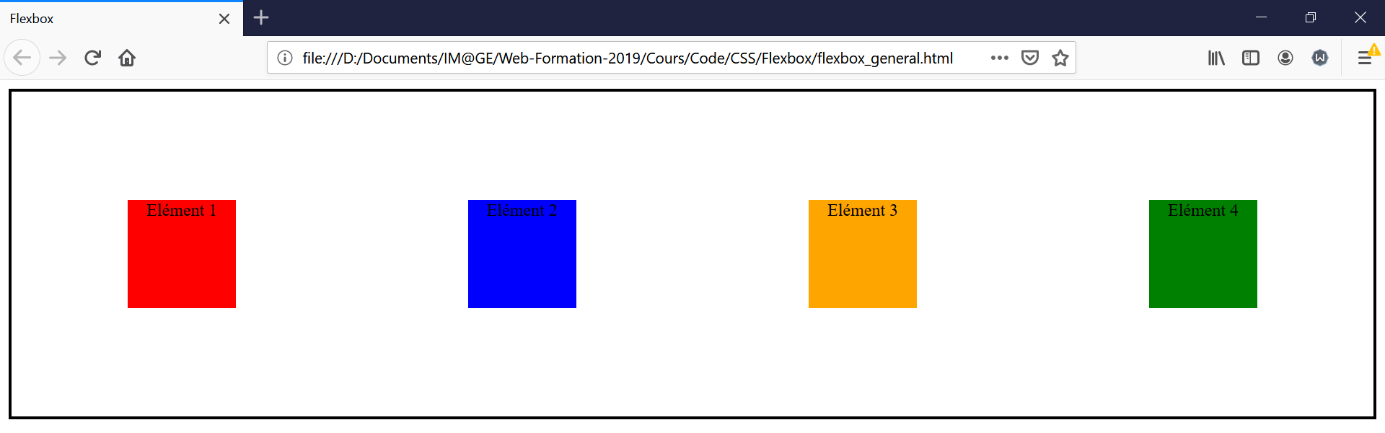 Flexbox
file:///D:/Documents/IM@GE/Web-Formation-2019/Cours/Code/CSS/Flexbox/flexbox_general.html
Elément 1 Elément 2 Elément 3 Elément 4